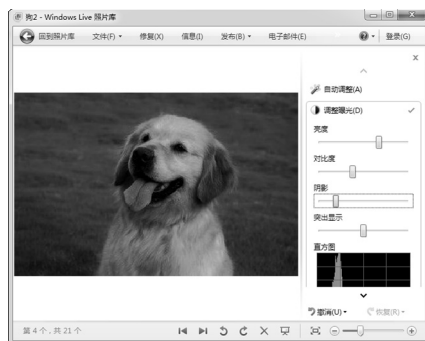 狗2 - Windows Live 照片库
回到照片库 文件(F) 修复(X) 信息(I) 发布(B) 电子邮件(E) 登录(G)
自动调整(A)
调整曝光(D)
亮度
对比度
阴影
突出显示
直方图
撤消(U) 恢复(R)
第 4 个，共 21 个